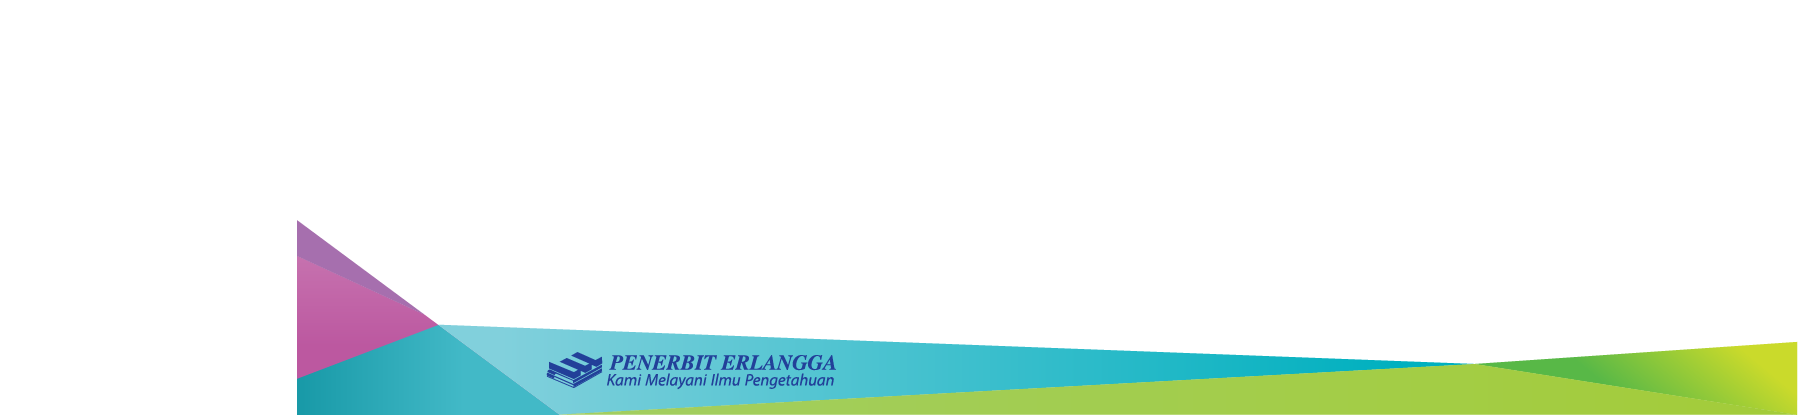 PENERBIT ERLANGGA
Kami Melayani Ilmu Pengetahuan